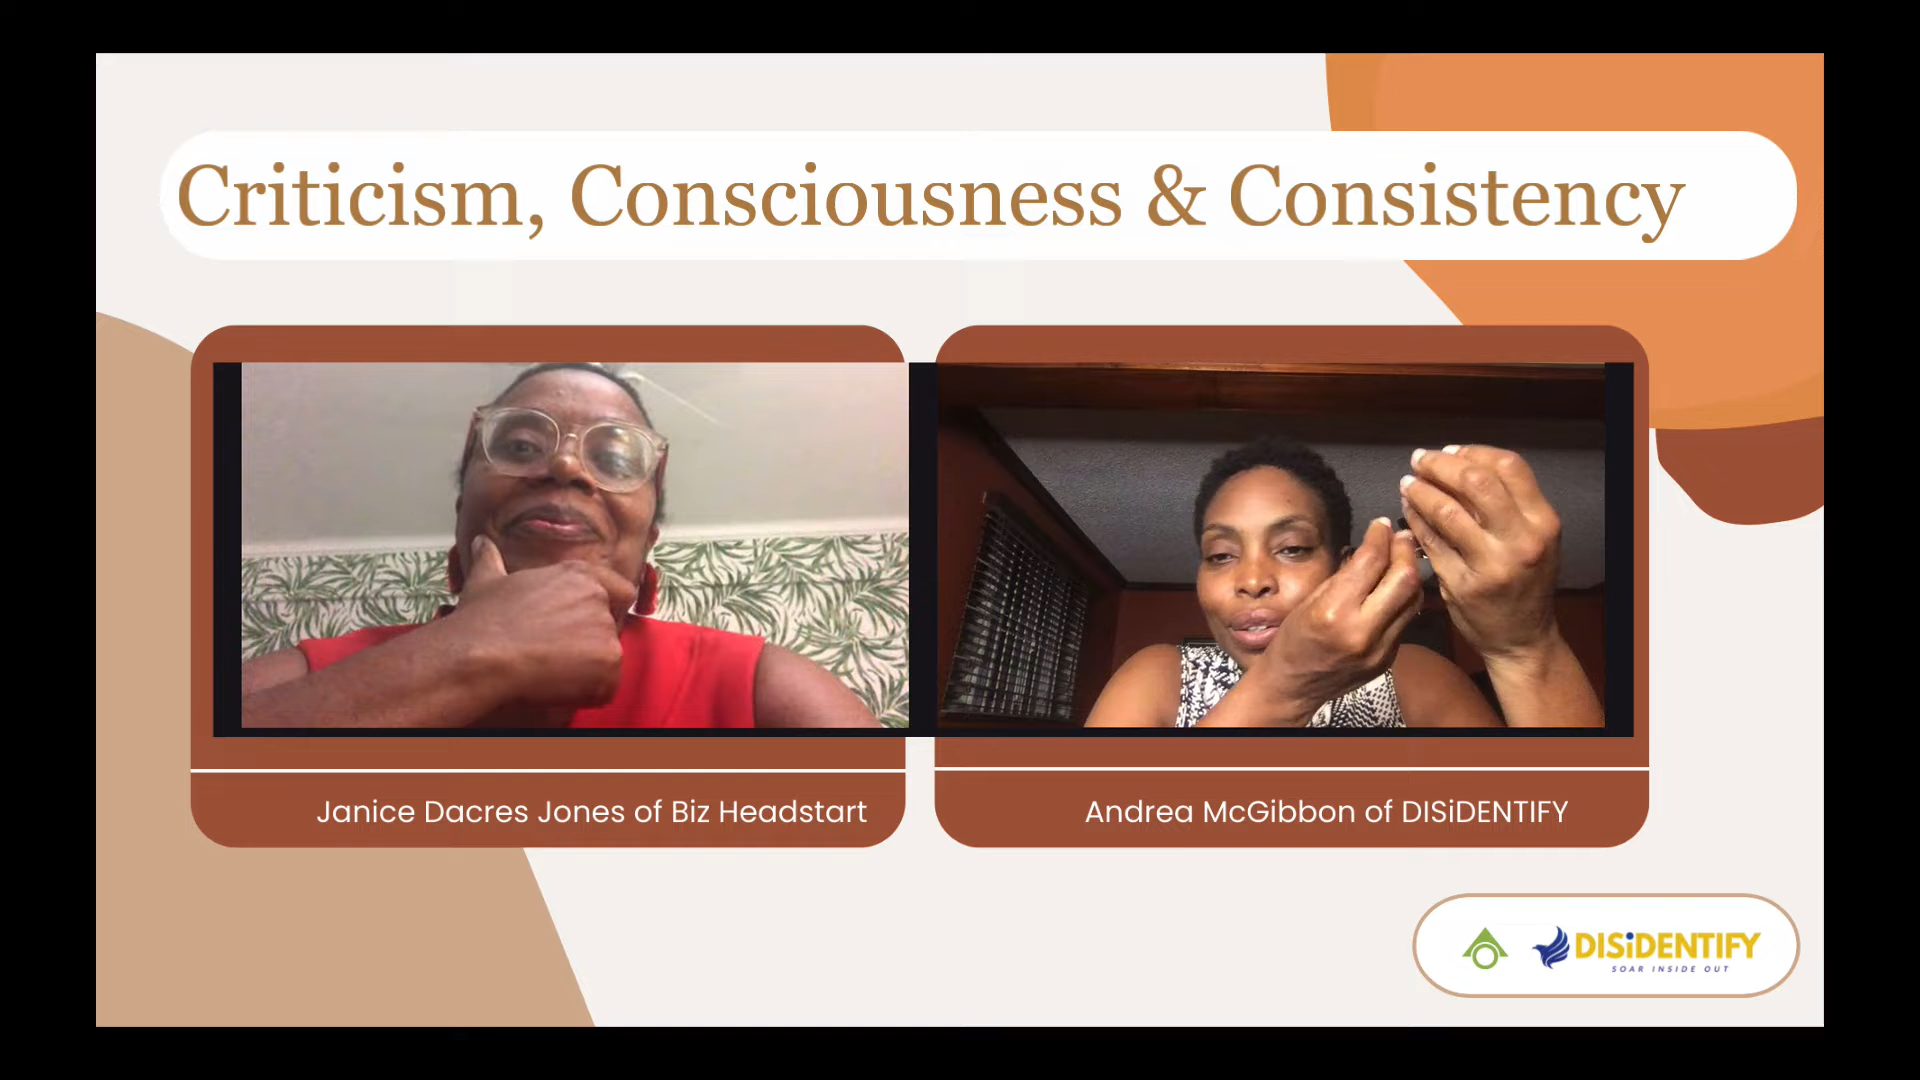 Criticism, Consciousness & Consistency
Janice Dacres Jones of Biz Headstart
Andrea McGibbon of DISiDENTIFY
DISiDENTIFY
SOAR INSIDE OUT